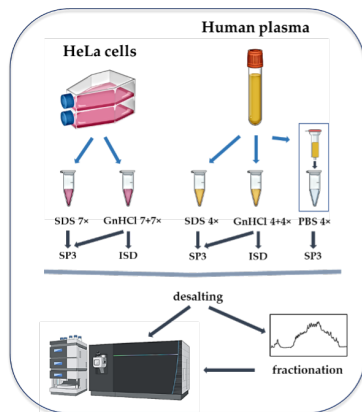 Human plasma
HeLa cells
SDS 7× GnHCl 7+7× SDS 4× GnHCl 4+4× PBS 4×
SP3 ISD SP3 ISD SP3
desalting
fractionation